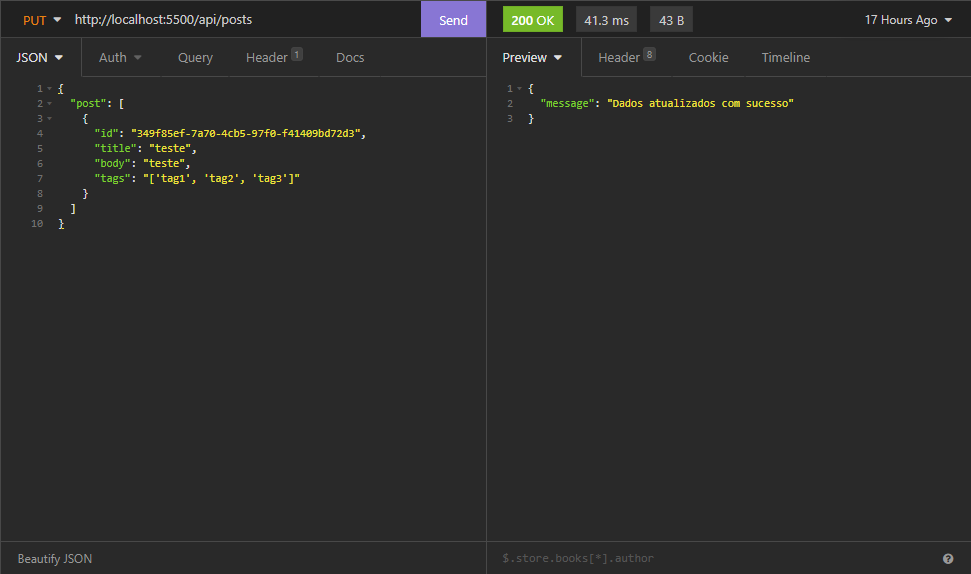 PUT http://localhost:5500/api/posts Send 200 OK 41.3 ms 43 B 17 Hours Ago
JSON Auth Query Header 1 Docs Preview Header 8 Cookie Timeline
1 {
2 "post": [
3 {
4 "id": "349f85ef-7a70-4cb5-97f0-f41409bd72d3",
5 "title": "teste",
6 "body": "teste",
7 "tags": "['tag1', 'tag2', 'tag3']"
8 }
9 ]
10 }
1 {
2 "message": "Dados atualizados com sucesso"
3 }
Beautify JSON
$.store.books[*].author ?